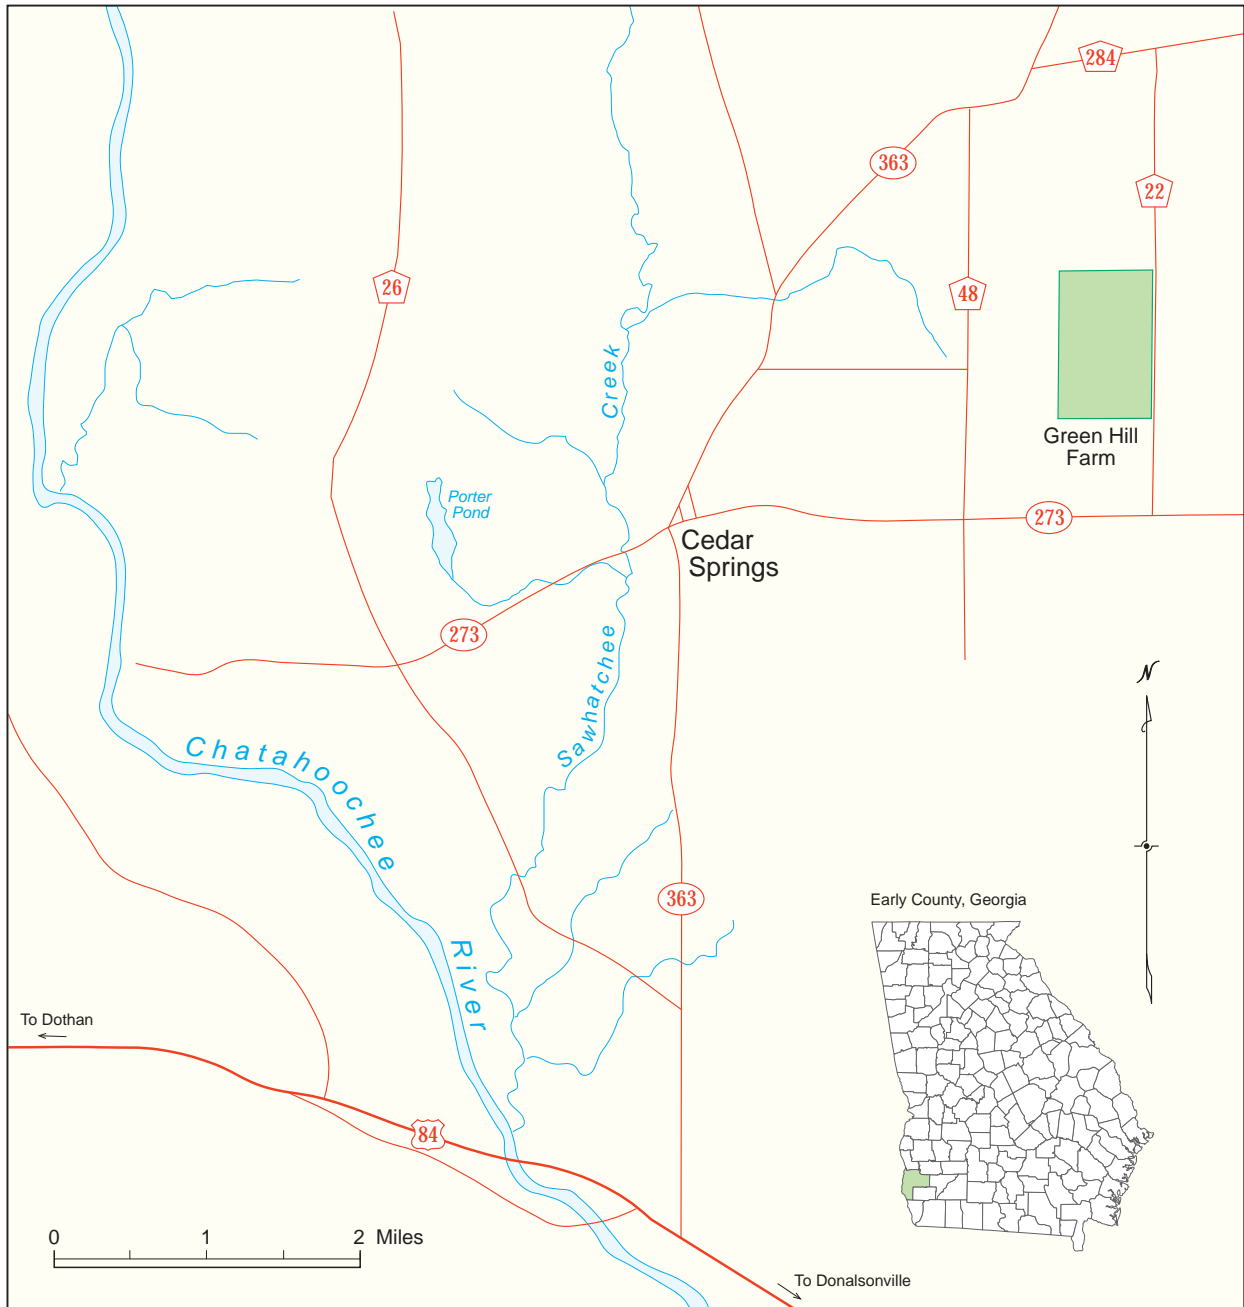 284
363
22
26
48
Creek
Green Hill
Farm
Porter
Pond
273
Cedar
Springs
273
Sawhatchee
N
Chatahoochee
River
363
Early County, Georgia
To Dothan
84
0 1 2 Miles
To Donalsonville